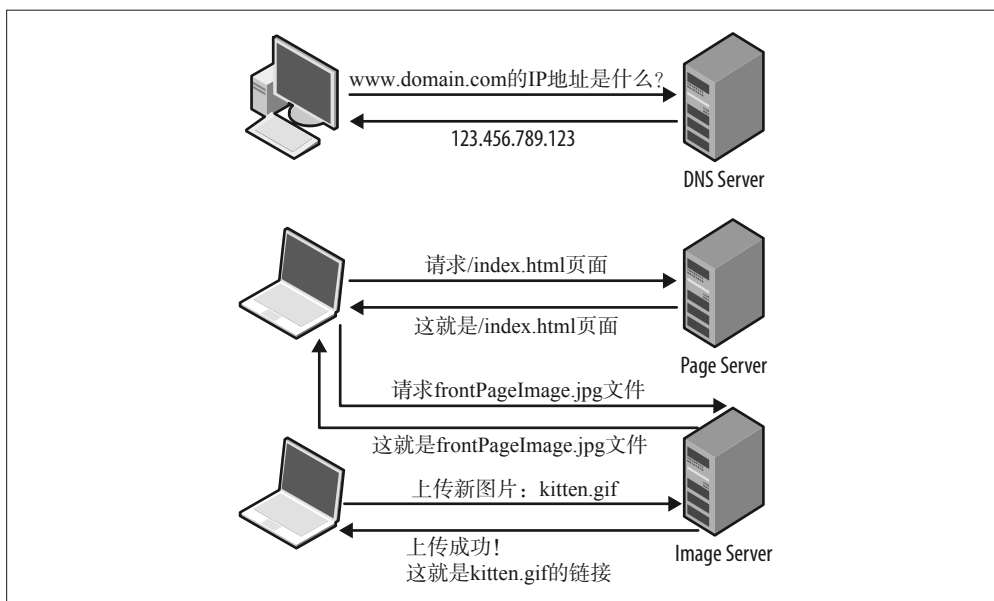 www.domain.com的IP地址是什么?
123.456.789.123
DNS Server
请求/index.html页面
这就是/index.html页面
Page Server
请求frontPageImage.jpg文件
这就是frontPageImage.jpg文件
上传新图片：kitten.gif
上传成功！
这就是kitten.gif的链接
Image Server